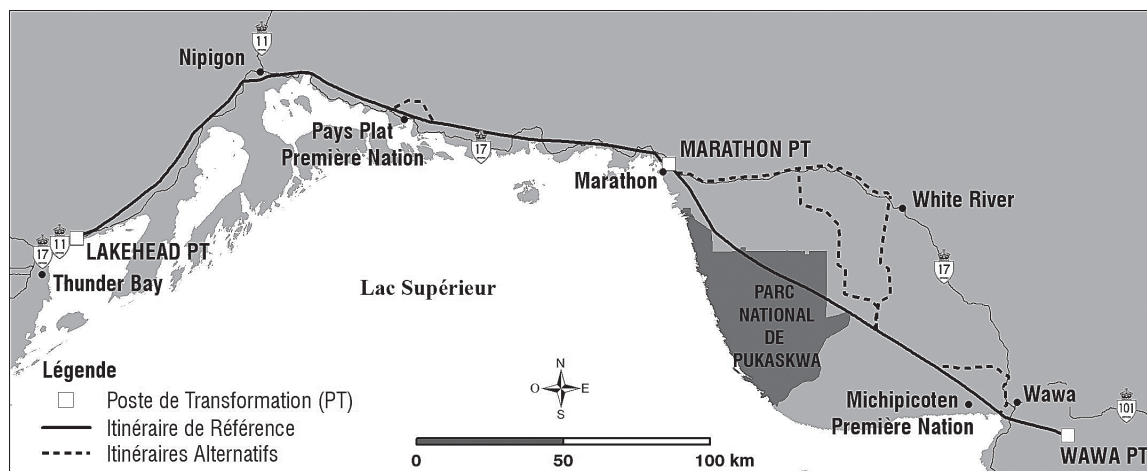 11
Nipigon
Pays Plat
Première Nation
17
MARATHON PT
Marathon
White River
17
11
LAKEHEAD PT
Thunder Bay
17
Lac Supérieur
PARC
NATIONAL
DE
PUKASKWA
Légende
Poste de Transformation (PT)
Itinéraire de Référence
Itinéraires Alternatifs
N
O E
S
0 50 100 km
Michipicoten
Première Nation
Wawa
101
WAWA PT